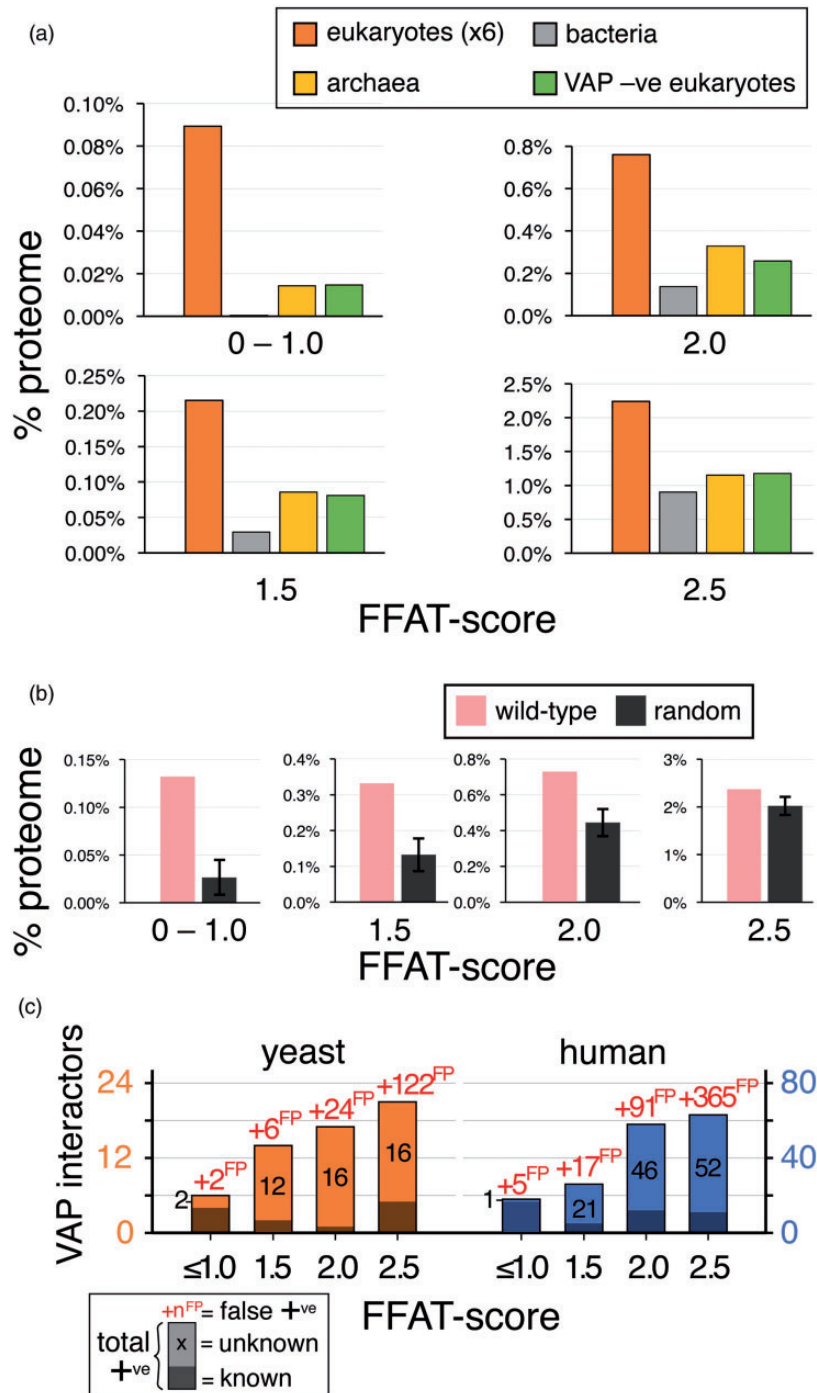 (a)
eukaryotes (x6)
bacteria
archaea
VAP –ve eukaryotes
% proteome
0.10%
0.08%
0.06%
0.04%
0.02%
0.00%
0 – 1.0
0.8%
0.6%
0.4%
0.2%
0.0%
2.0
0.25%
0.20%
0.15%
0.10%
0.05%
0.00%
1.5
2.5%
2.0%
1.5%
1.0%
0.5%
0.0%
2.5
FFAT-score
(b)
wild-type
random
% proteome
0.15%
0.10%
0.05%
0.00%
0 – 1.0
0.4%
0.3%
0.2%
0.1%
0.0%
1.5
0.8%
0.6%
0.4%
0.2%
0.0%
2.0
3%
2%
1%
0%
2.5
FFAT-score
(c)
VAP interactors
yeast
24
12
0
2
+2FP
+6FP
12
+24FP
16
+122FP
16
≤1.0 1.5 2.0 2.5
human
1
+5FP
+17FP
21
+91FP
46
+365FP
52
80
40
0
≤1.0 1.5 2.0 2.5
FFAT-score
+nFP = false +ve
total +ve
x = unknown
= known